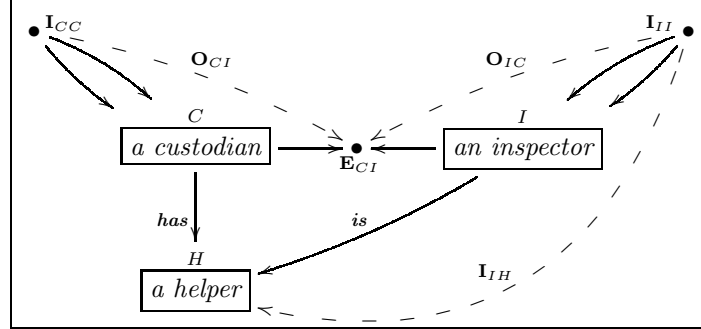 I_CC I_II
O_CI O_IC
C I
a custodian an inspector
E_CI
has is
H
I_IH
a helper